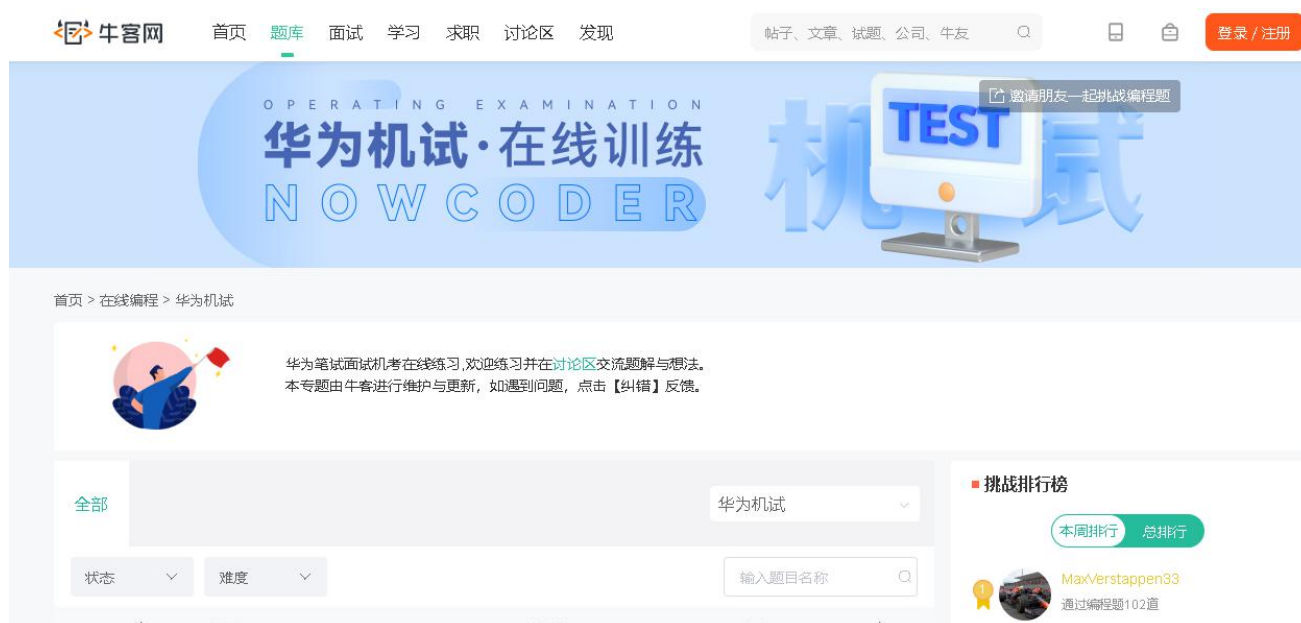 牛客网 首页 题库 面试 学习 求职 讨论区 发现 帖子、文章、试题、公司、牛友 登录 / 注册
邀请朋友一起挑战编程题
OPERATING EXAMINATION
华为机试·在线训练
NOWCODER
机试
TEST
首页 > 在线编程 > 华为机试
华为笔试面试机考在线练习,欢迎练习并在讨论区交流题解与想法。
本专题由牛客进行维护与更新，如遇到问题，点击【纠错】反馈。
全部 华为机试
状态 难度 输入题目名称
挑战排行榜
本周排行 总排行
1
MaxVerstappen33
通过编程题102道